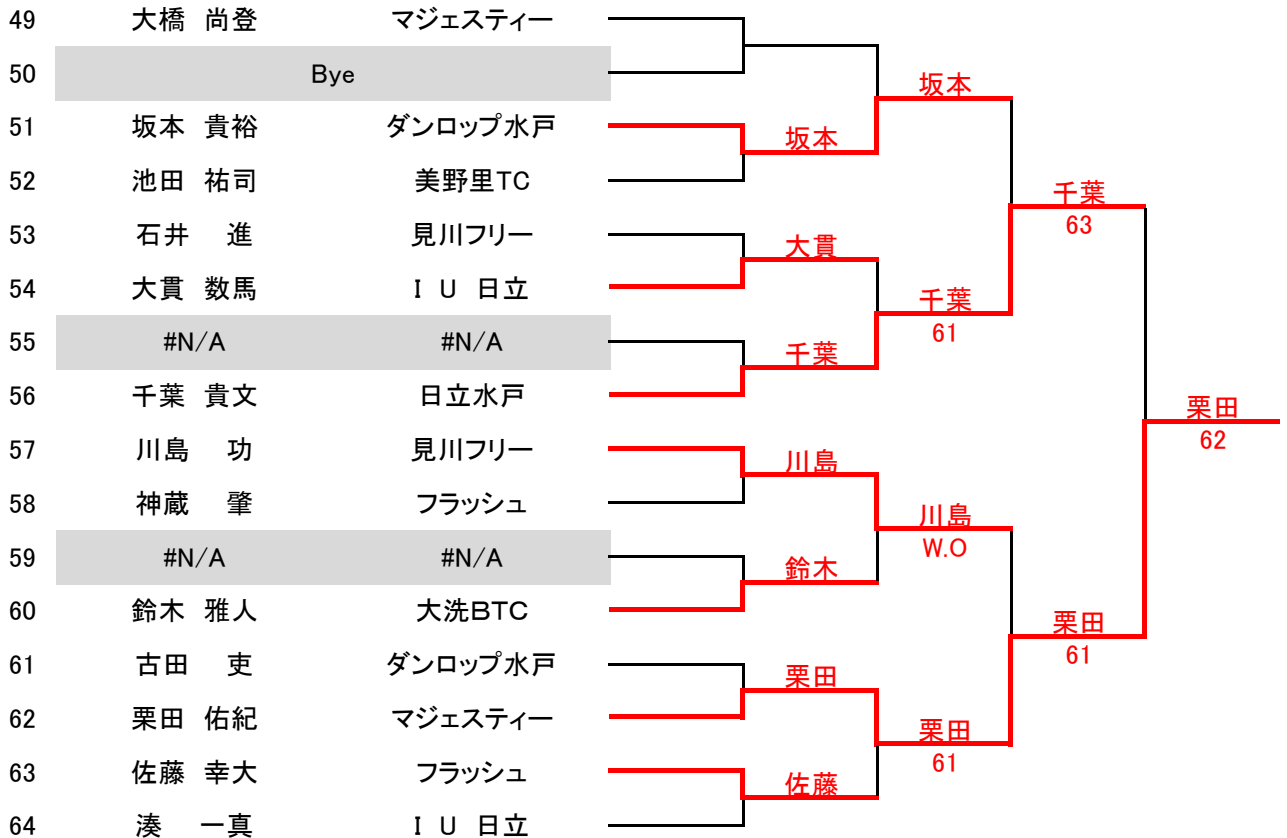 49 大橋 尚登 マジェスティー
50 Bye
51 坂本 貴裕 ダンロップ水戸
52 池田 祐司 美野里TC
53 石井 進 見川フリー
54 大貫 数馬 I U 日立
55 #N/A #N/A
56 千葉 貴文 日立水戸
57 川島 功 見川フリー
58 神蔵 肇 フラッシュ
59 #N/A #N/A
60 鈴木 雅人 大洗BTC
61 古田 吏 ダンロップ水戸
62 栗田 佑紀 マジェスティー
63 佐藤 幸大 フラッシュ
64 湊 一真 I U 日立
坂本
大貫
千葉
川島
鈴木
栗田
佐藤
坂本
千葉
61
川島
W.O
栗田
61
千葉
63
栗田
61
栗田
62